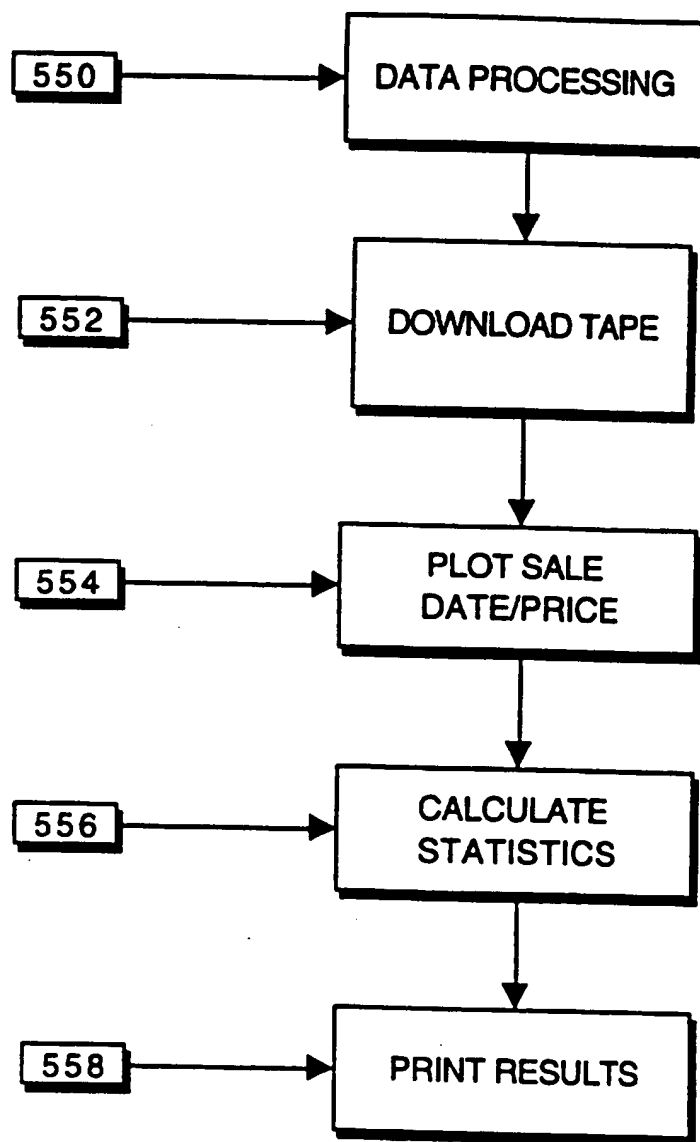 550
DATA PROCESSING
552
DOWNLOAD TAPE
554
PLOT SALE
DATE/PRICE
556
CALCULATE
STATISTICS
558
PRINT RESULTS